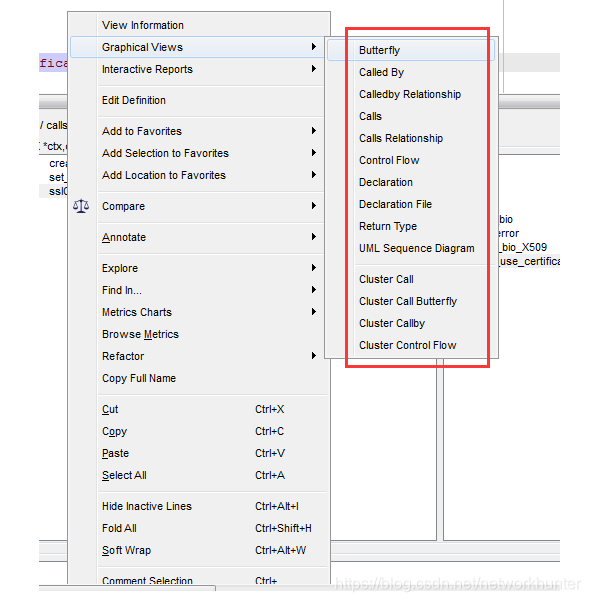 View Information
Graphical Views
Interactive Reports
Edit Definition
Add to Favorites
Add Selection to Favorites
Add Location to Favorites
Compare
Annotate
Explore
Find In...
Metrics Charts
Browse Metrics
Refactor
Copy Full Name
Cut Ctrl+X
Copy Ctrl+C
Paste Ctrl+V
Select All Ctrl+A
Hide Inactive Lines Ctrl+Alt+I
Fold All Ctrl+Shift+H
Soft Wrap Ctrl+Alt+W
Comment Selection Ctrl+
Butterfly
Called By
Calledby Relationship
Calls
Calls Relationship
Control Flow
Declaration
Declaration File
Return Type
UML Sequence Diagram
Cluster Call
Cluster Call Butterfly
Cluster Callby
Cluster Control Flow
fica
/ calls
*ctx,
crea
set_
_bio
error
_bio_X509
_use_certifica
https://blog.csdn.net/networkhunter